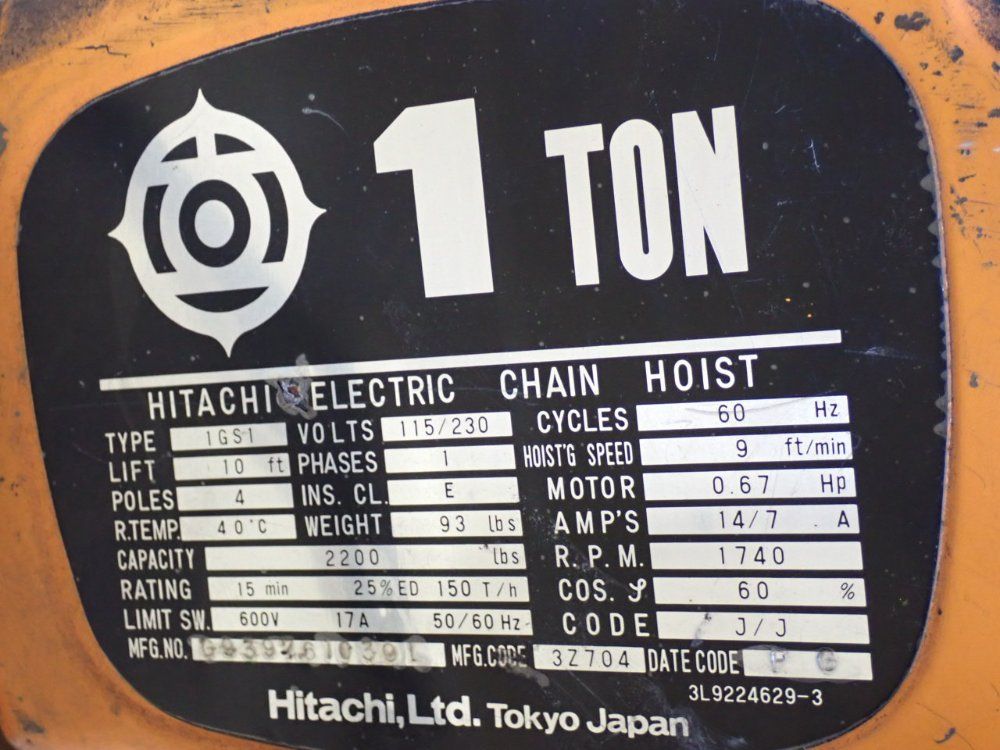 1 TON
HITACHI ELECTRIC CHAIN HOIST
TYPE 1GS1 VOLTS 115/230 CYCLES 60 Hz
LIFT 10 ft PHASES 1 HOIST'G SPEED 9 ft/min
POLES 4 INS. CL. E MOTOR 0.67 Hp
R.TEMP. 40°C WEIGHT 93 lbs AMP'S 14/7 A
CAPACITY 2200 lbs R.P.M. 1740
RATING 15 min 25%ED 150 T/h COS. φ 60 %
LIMIT SW. 600V 17A 50/60 Hz CODE J/J
MFG.NO. MFG.CODE 3Z704 DATE CODE
3L9224629-3
Hitachi, Ltd. Tokyo Japan